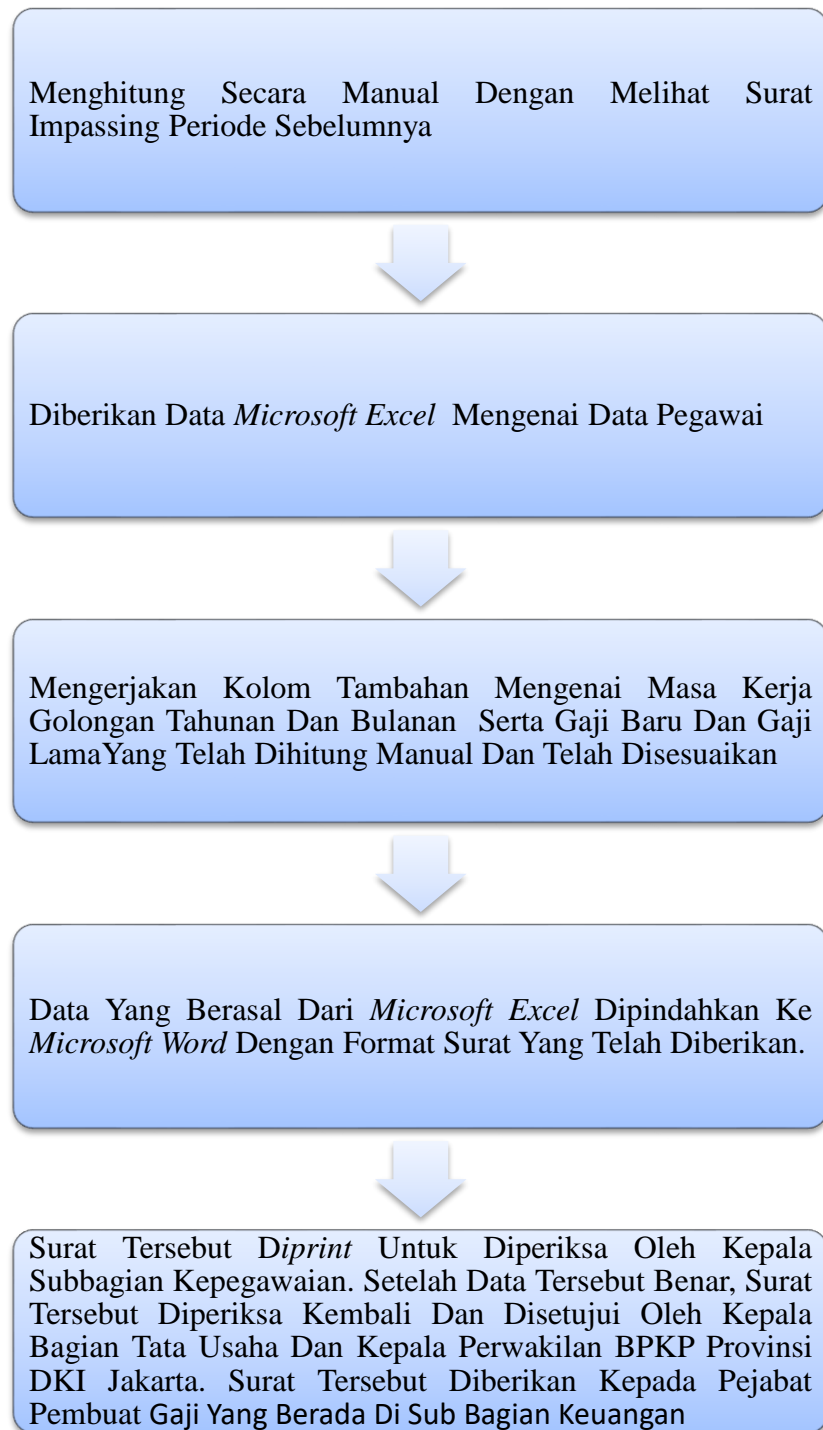 Menghitung Secara Manual Dengan Melihat Surat
Impassing Periode Sebelumnya
Diberikan Data Microsoft Excel Mengenai Data Pegawai
Mengerjakan Kolom Tambahan Mengenai Masa Kerja
Golongan Tahunan Dan Bulanan Serta Gaji Baru Dan Gaji
LamaYang Telah Dihitung Manual Dan Telah Disesuaikan
Data Yang Berasal Dari Microsoft Excel Dipindahkan Ke
Microsoft Word Dengan Format Surat Yang Telah Diberikan.
Surat Tersebut Diprint Untuk Diperiksa Oleh Kepala
Subbagian Kepegawaian. Setelah Data Tersebut Benar, Surat
Tersebut Diperiksa Kembali Dan Disetujui Oleh Kepala
Bagian Tata Usaha Dan Kepala Perwakilan BPKP Provinsi
DKI Jakarta. Surat Tersebut Diberikan Kepada Pejabat
Pembuat Gaji Yang Berada Di Sub Bagian Keuangan